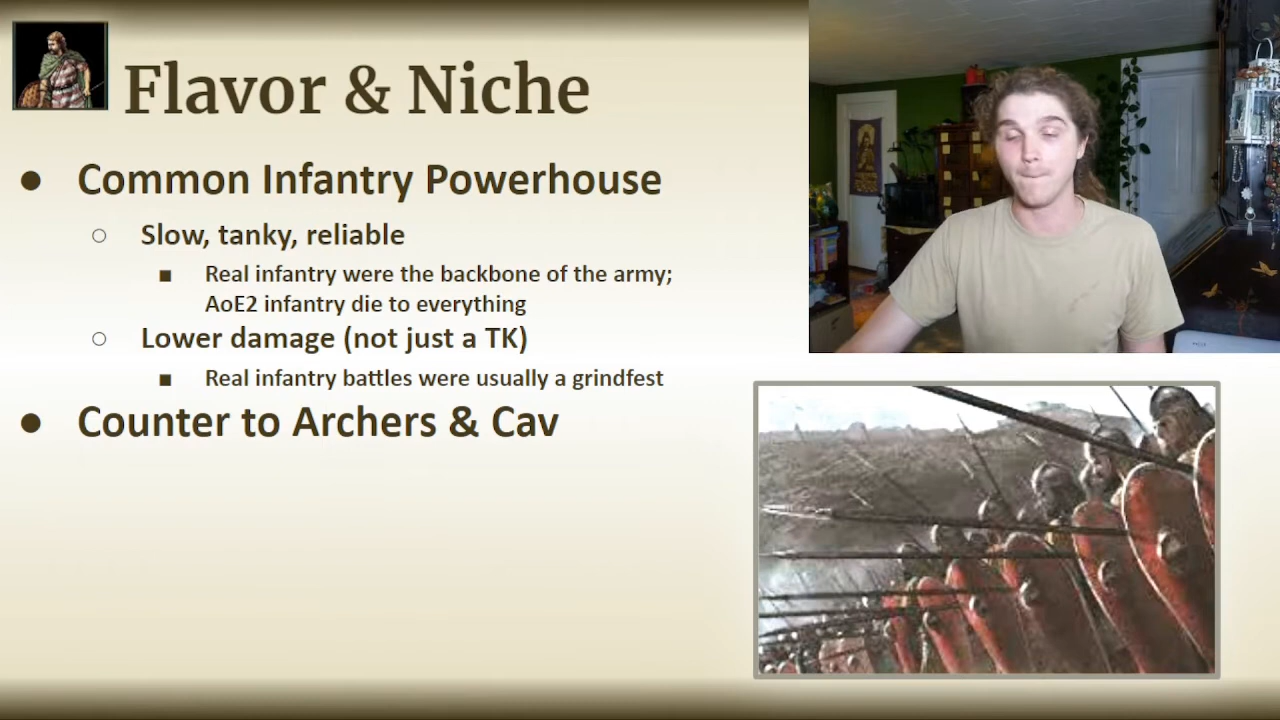 Flavor & Niche
● Common Infantry Powerhouse
○ Slow, tanky, reliable
■ Real infantry were the backbone of the army;
AoE2 infantry die to everything
○ Lower damage (not just a TK)
■ Real infantry battles were usually a grindfest
● Counter to Archers & Cav